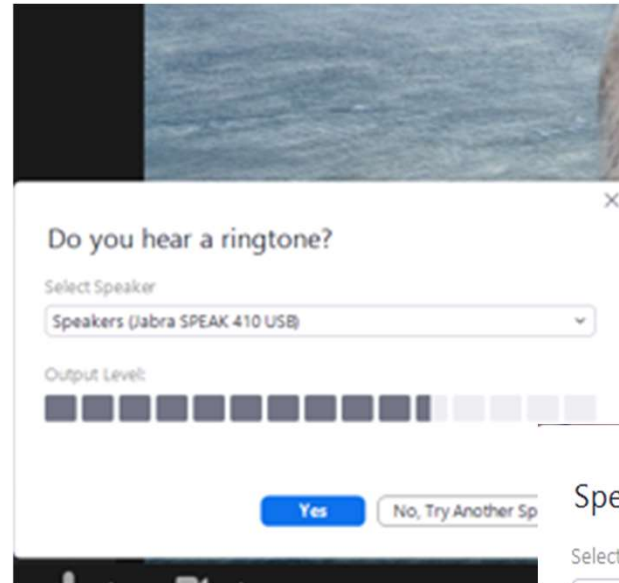 Do you hear a ringtone?
Select Speaker
Speakers (Jabra SPEAK 410 USB)
Output Level:
Yes
No, Try Another Sp
Spe
Select